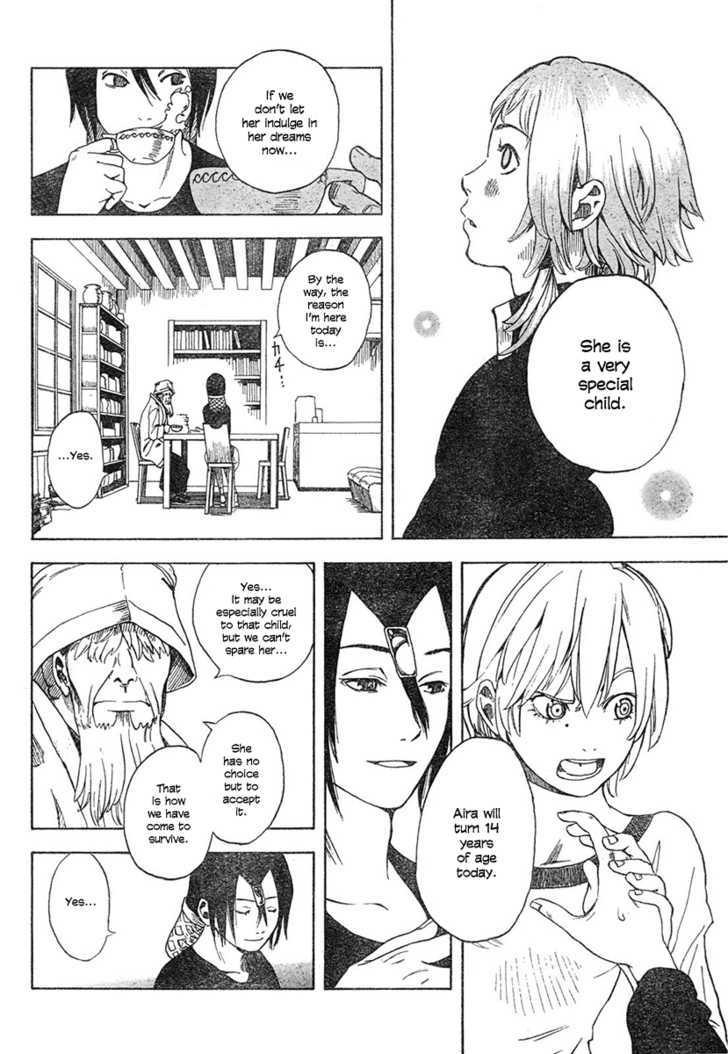 She is
a very
special
child.
If we
don't let
her indulge in
her dreams
now...
By the
way, the
reason
I'm here
today
is...
カチ…
...Yes.
Aira will
turn 14
years
of age
today.
Yes...
It may be
especially cruel
to that child,
but we can't
spare her...
She
has no
choice
but to
accept
it.
That
is how
we have
come to
survive.
Yes...